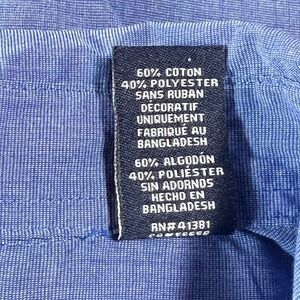 60% COTON
40% POLYESTER
SANS RUBAN
DÉCORATIF
UNIQUEMENT
FABRIQUÉ AU
BANGLADESH
60% ALGODÓN
40% POLIÉSTER
SIN ADORNOS
HECHO EN
BANGLADESH
RN#41381